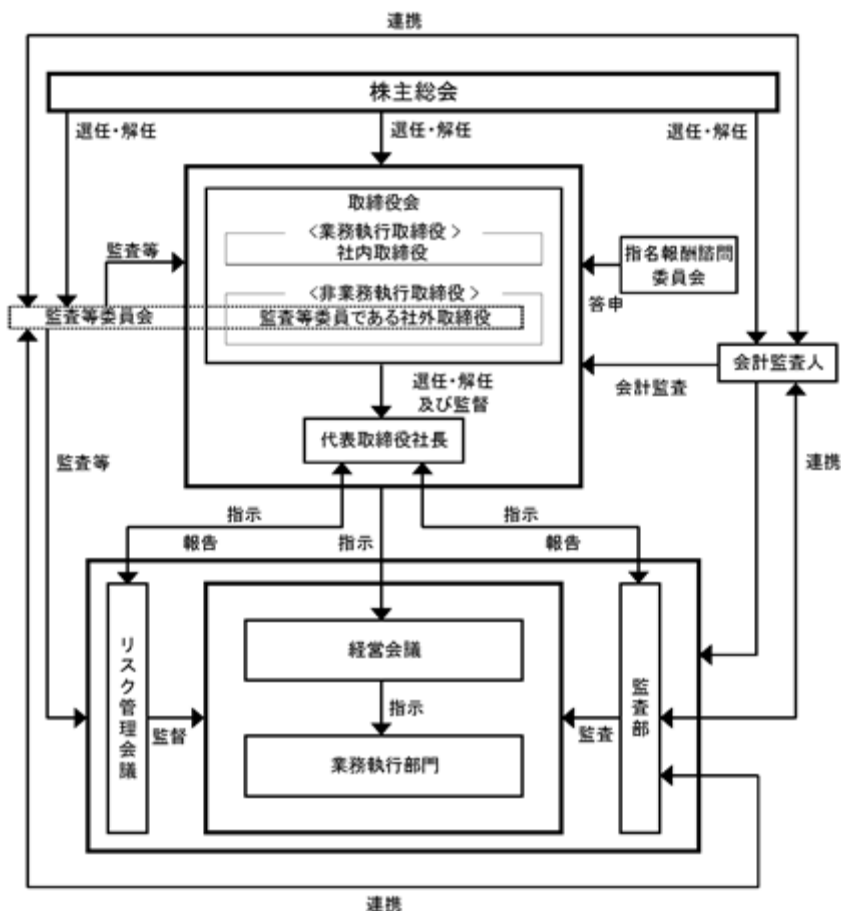 連携
株主総会
選任・解任
選任・解任
選任・解任
取締役会
＜業務執行取締役＞
社内取締役
監査等
指名報酬諮問
委員会
答申
＜非業務執行取締役＞
監査等委員会
監査等委員である社外取締役
会計監査人
会計監査
選任・解任
及び監督
代表取締役社長
監査等
連携
指示
報告
指示
指示
報告
リスク管理会議
経営会議
監査部
指示
監督
監査
業務執行部門
連携